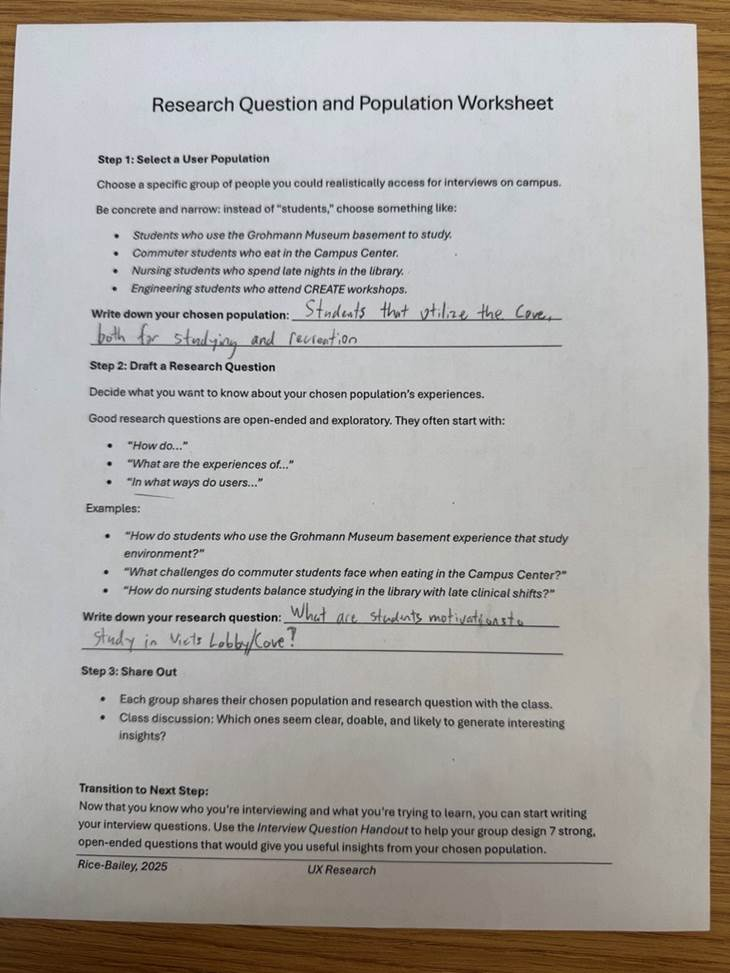 Research Question and Population Worksheet
Step 1: Select a User Population
Choose a specific group of people you could realistically access for interviews on campus.
Be concrete and narrow: instead of "students," choose something like:
• Students who use the Grohmann Museum basement to study.
• Commuter students who eat in the Campus Center.
• Nursing students who spend late nights in the library.
• Engineering students who attend CREATE workshops.
Write down your chosen population: Students that utilize the Cove,
both for studying and recreation
Step 2: Draft a Research Question
Decide what you want to know about your chosen population's experiences.
Good research questions are open-ended and exploratory. They often start with:
• "How do..."
• "What are the experiences of..."
• "In what ways do users..."
Examples:
• "How do students who use the Grohmann Museum basement experience that study
environment?"
• "What challenges do commuter students face when eating in the Campus Center?"
• "How do nursing students balance studying in the library with late clinical shifts?"
Write down your research question: What are students motivations to
study in Viets Lobby/Cove?
Step 3: Share Out
• Each group shares their chosen population and research question with the class.
• Class discussion: Which ones seem clear, doable, and likely to generate interesting
insights?
Transition to Next Step:
Now that you know who you're interviewing and what you're trying to learn, you can start writing
your interview questions. Use the Interview Question Handout to help your group design 7 strong,
open-ended questions that would give you useful insights from your chosen population.
Rice-Bailey, 2025 UX Research